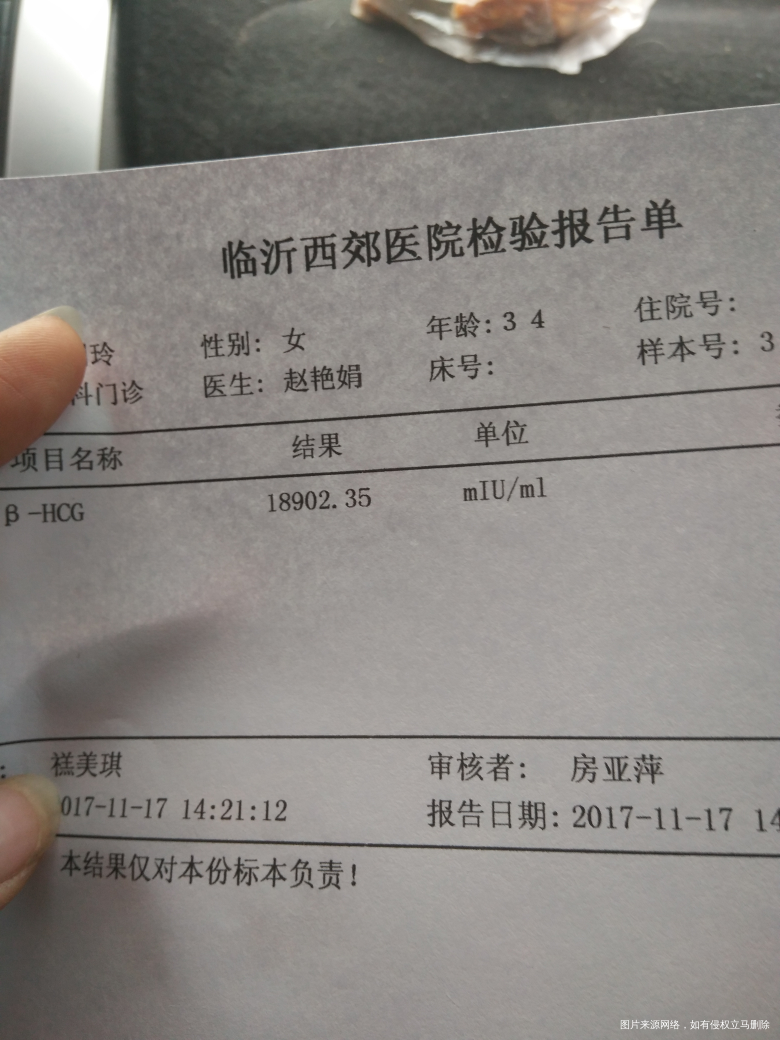 临沂西郊医院检验报告单
玲 性别: 女 年龄: 3 4 住院号:
科门诊 医生: 赵艳娟 床号: 样本号: 3
项目名称 结果 单位
β-HCG 18902.35 mIU/ml
: 禚美琪 审核者: 房亚萍
017-11-17 14:21:12 报告日期: 2017-11-17 14
本结果仅对本份标本负责!
图片来源网络，如有侵权立马删除